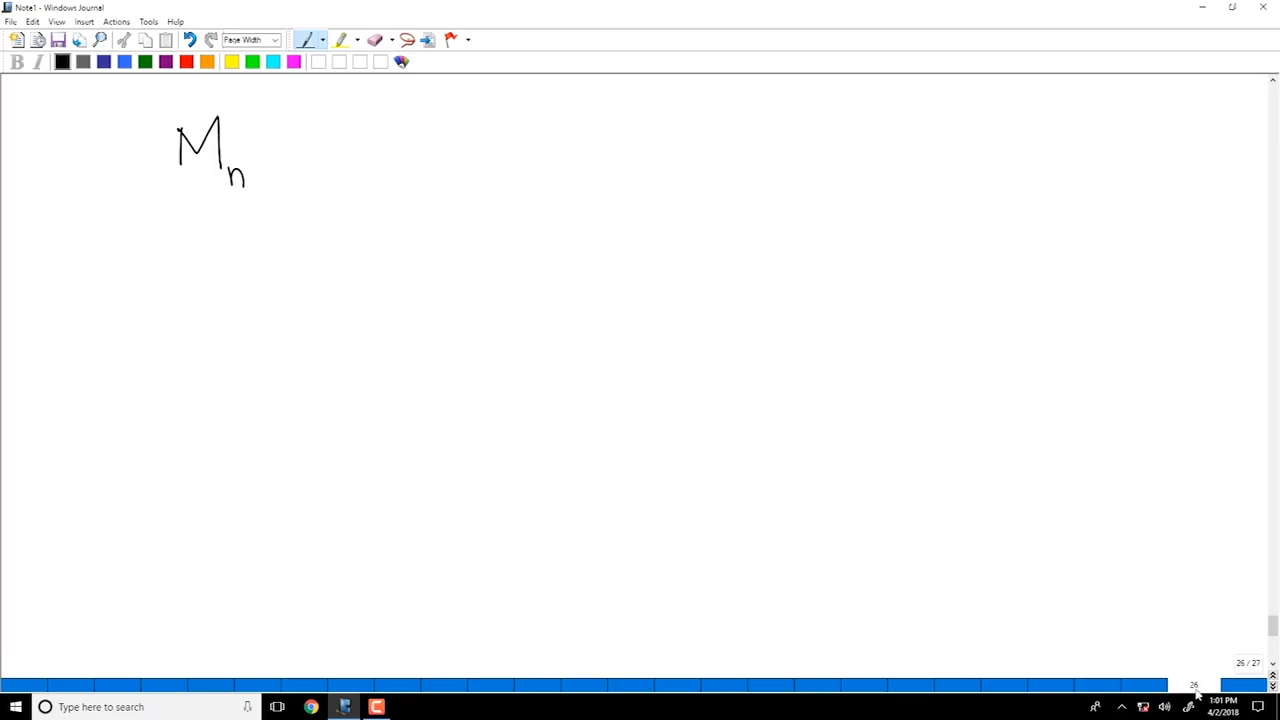 Note1 - Windows Journal
File Edit View Insert Actions Tools Help
Page Width
B I
Mn
26 / 27
26
Type here to search
1:01 PM
4/2/2018